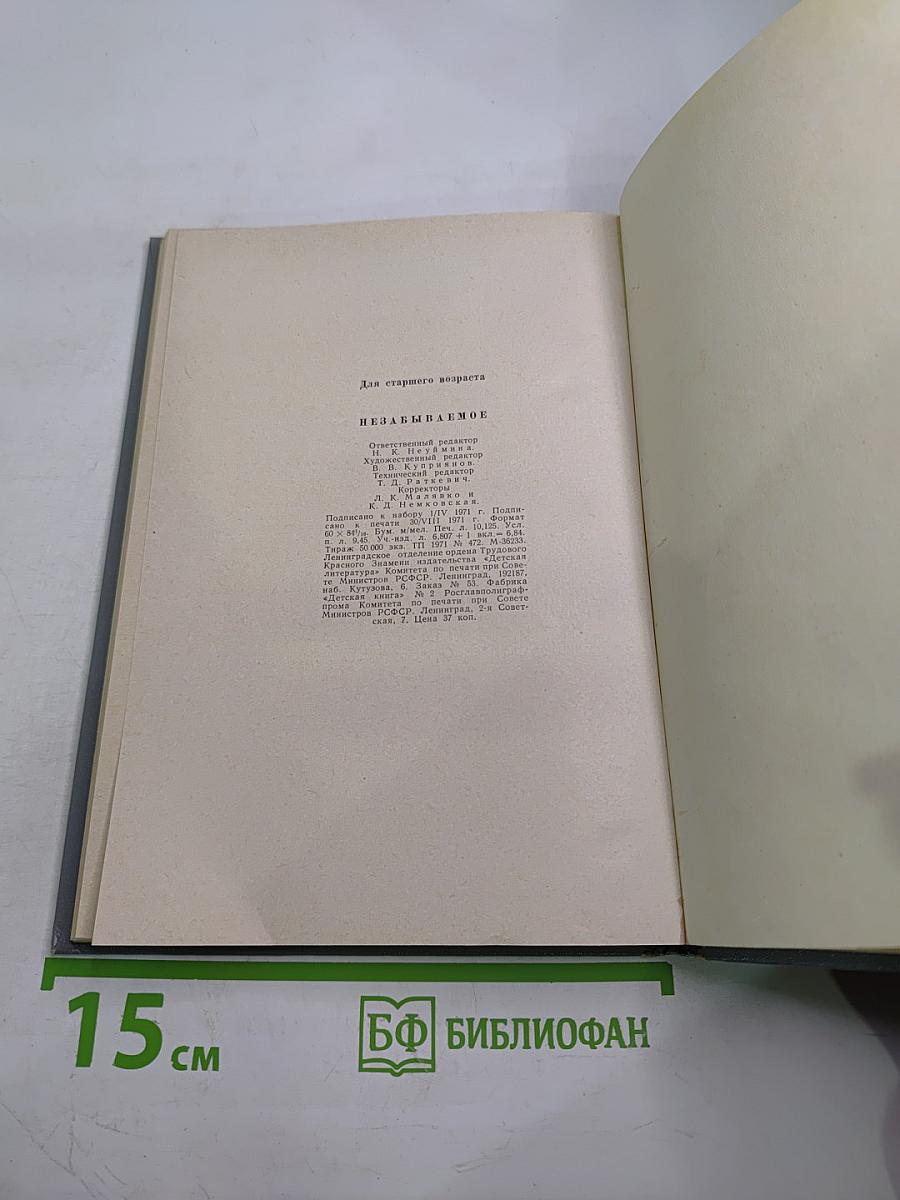 Для старшего возраста
НЕЗАБЫВАЕМОЕ
Ответственный редактор
Н. К. Неуймина.
Художественный редактор
В. В. Куприянов.
Технический редактор
Т. Д. Раткевич.
Корректоры
Л. К. Малявко и
К. Д. Немковская.
Подписано к набору 1/IV 1971 г. Подпи-
сано к печати 30/VIII 1971 г. Формат
60 × 84¹/₁₆. Бум. м/мел. Печ. л. 10,125. Усл.
п. л. 9,45. Уч.-изд. л. 6,807 + 1 вкл. = 6,84.
Тираж 50 000 экз. ТП 1971 № 472. М-36233.
Ленинградское отделение ордена Трудового
Красного Знамени издательства «Детская
литература» Комитета по печати при Сове-
те Министров РСФСР. Ленинград, 192187,
наб. Кутузова, 6. Заказ № 53. Фабрика
«Детская книга» № 2 Росглавполиграф-
прома Комитета по печати при Совете
Министров РСФСР. Ленинград, 2-я Совет-
ская, 7. Цена 37 коп.
15 см
БФ БИБЛИОФАН